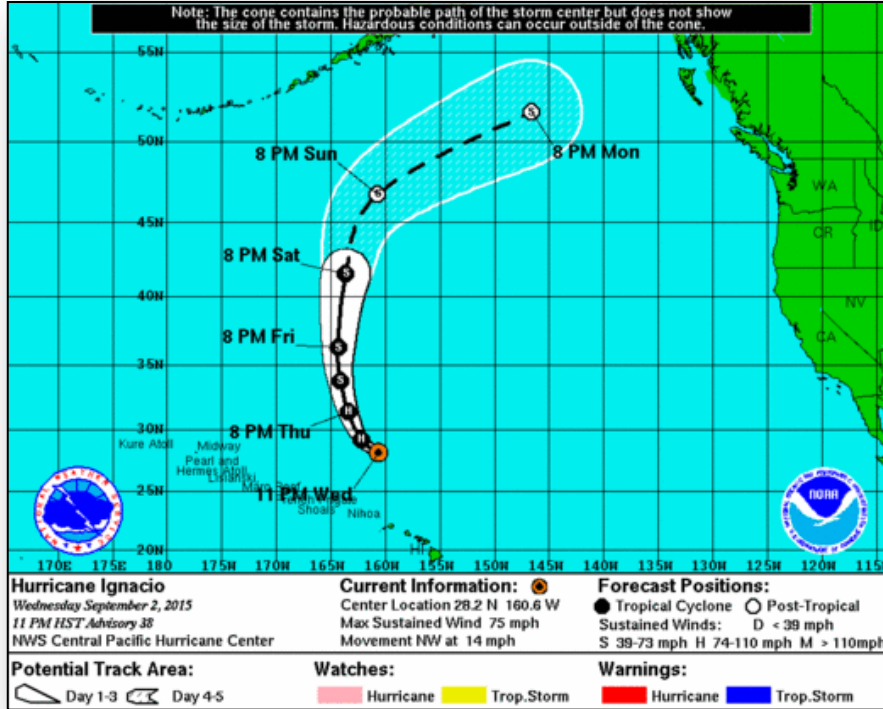 Note: The cone contains the probable path of the storm center but does not show
the size of the storm. Hazardous conditions can occur outside of the cone.
55N
50N
8 PM Sun
8 PM Mon
WA
45N
ID
OR
8 PM Sat
40N
NV
8 PM Fri
CA
35N
30N
8 PM Thu
Kure Atoll
Midway
Pearl and
Hermes Atoll
Lisianski
25N
11 PM Wed
Shoals
Nihoa
NATIONAL WEATHER SERVICE
NOAA
20N
HI
170E 175E 180 175W 170W 165W 160W 155W 150W 145W 140W 135W 130W 125W 120W 115
Hurricane Ignacio
Wednesday September 2, 2015
11 PM HST Advisory 38
NWS Central Pacific Hurricane Center
Current Information:
Center Location 28.2 N 160.6 W
Max Sustained Wind 75 mph
Movement NW at 14 mph
Forecast Positions:
Tropical Cyclone Post-Tropical
Sustained Winds: D < 39 mph
S 39-73 mph H 74-110 mph M > 110mph
Potential Track Area:
Day 1-3 Day 4-5
Watches:
Hurricane Trop.Storm
Warnings:
Hurricane Trop.Storm